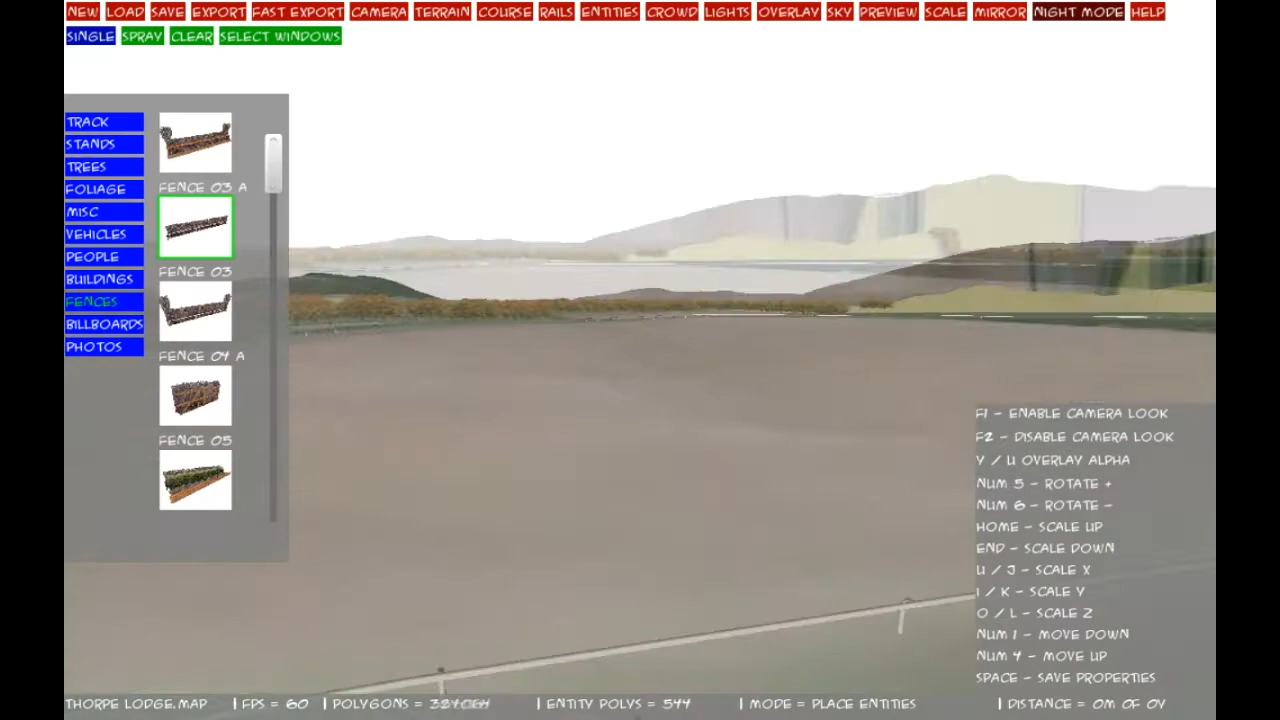 NEW LOAD SAVE EXPORT FAST EXPORT CAMERA TERRAIN COURSE RAILS ENTITIES CROWD LIGHTS OVERLAY SKY PREVIEW SCALE MIRROR NIGHT MODE HELP
SINGLE SPRAY CLEAR SELECT WINDOWS
TRACK
STANDS
TREES
FOLIAGE
MISC
VEHICLES
PEOPLE
BUILDINGS
FENCES
BILLBOARDS
PHOTOS
FENCE 03 A
FENCE 03
FENCE 04 A
FENCE 05
F1 - ENABLE CAMERA LOOK
F2 - DISABLE CAMERA LOOK
Y / U OVERLAY ALPHA
NUM 5 - ROTATE +
NUM 6 - ROTATE -
HOME - SCALE UP
END - SCALE DOWN
U / J - SCALE X
I / K - SCALE Y
O / L - SCALE Z
NUM 1 - MOVE DOWN
NUM 4 - MOVE UP
SPACE - SAVE PROPERTIES
THORPE LODGE.MAP | FPS = 60 | POLYGONS = | ENTITY POLYS = 544 | MODE = PLACE ENTITIES | DISTANCE = 0M OF 0Y